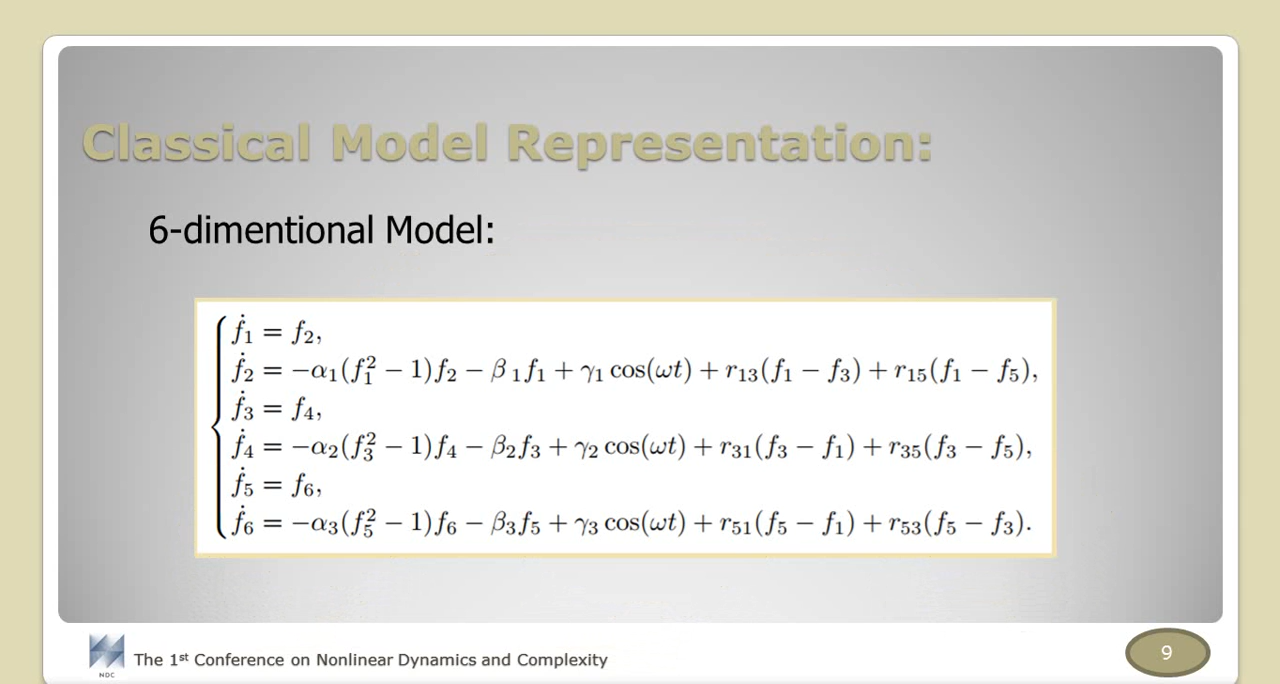 Classical Model Representation:
6-dimentional Model:
ḟ₁ = f₂,
ḟ₂ = −α₁(f₁² − 1)f₂ − β₁f₁ + γ₁ cos(ωt) + r₁₃(f₁ − f₃) + r₁₅(f₁ − f₅),
ḟ₃ = f₄,
ḟ₄ = −α₂(f₃² − 1)f₄ − β₂f₃ + γ₂ cos(ωt) + r₃₁(f₃ − f₁) + r₃₅(f₃ − f₅),
ḟ₅ = f₆,
ḟ₆ = −α₃(f₅² − 1)f₆ − β₃f₅ + γ₃ cos(ωt) + r₅₁(f₅ − f₁) + r₅₃(f₅ − f₃).
NDC
The 1st Conference on Nonlinear Dynamics and Complexity
9